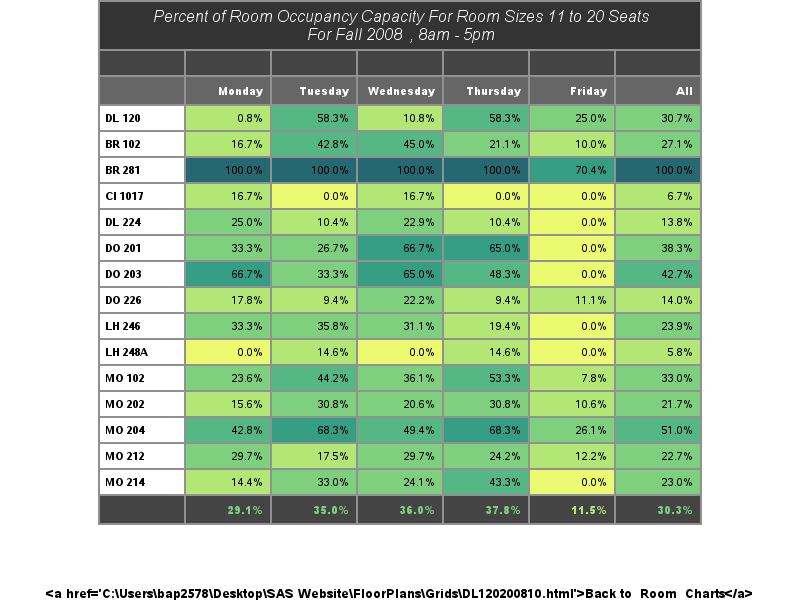 Percent of Room Occupancy Capacity For Room Sizes 11 to 20 Seats
For Fall 2008 , 8am - 5pm
Monday Tuesday Wednesday Thursday Friday All
DL 120 0.8% 58.3% 10.8% 58.3% 25.0% 30.7%
BR 102 16.7% 42.8% 45.0% 21.1% 10.0% 27.1%
BR 281 100.0% 100.0% 100.0% 100.0% 70.4% 100.0%
CI 1017 16.7% 0.0% 16.7% 0.0% 0.0% 6.7%
DL 224 25.0% 10.4% 22.9% 10.4% 0.0% 13.8%
DO 201 33.3% 26.7% 66.7% 65.0% 0.0% 38.3%
DO 203 66.7% 33.3% 65.0% 48.3% 0.0% 42.7%
DO 226 17.8% 9.4% 22.2% 9.4% 11.1% 14.0%
LH 246 33.3% 35.8% 31.1% 19.4% 0.0% 23.9%
LH 248A 0.0% 14.6% 0.0% 14.6% 0.0% 5.8%
MO 102 23.6% 44.2% 36.1% 53.3% 7.8% 33.0%
MO 202 15.6% 30.8% 20.6% 30.8% 10.6% 21.7%
MO 204 42.8% 68.3% 49.4% 68.3% 26.1% 51.0%
MO 212 29.7% 17.5% 29.7% 24.2% 12.2% 22.7%
MO 214 14.4% 33.0% 24.1% 43.3% 0.0% 23.0%
29.1% 35.0% 36.0% 37.8% 11.5% 30.3%
<a href='C:\Users\bap2578\Desktop\SAS Website\FloorPlans\Grids\DL120200810.html'>Back to Room Charts</a>